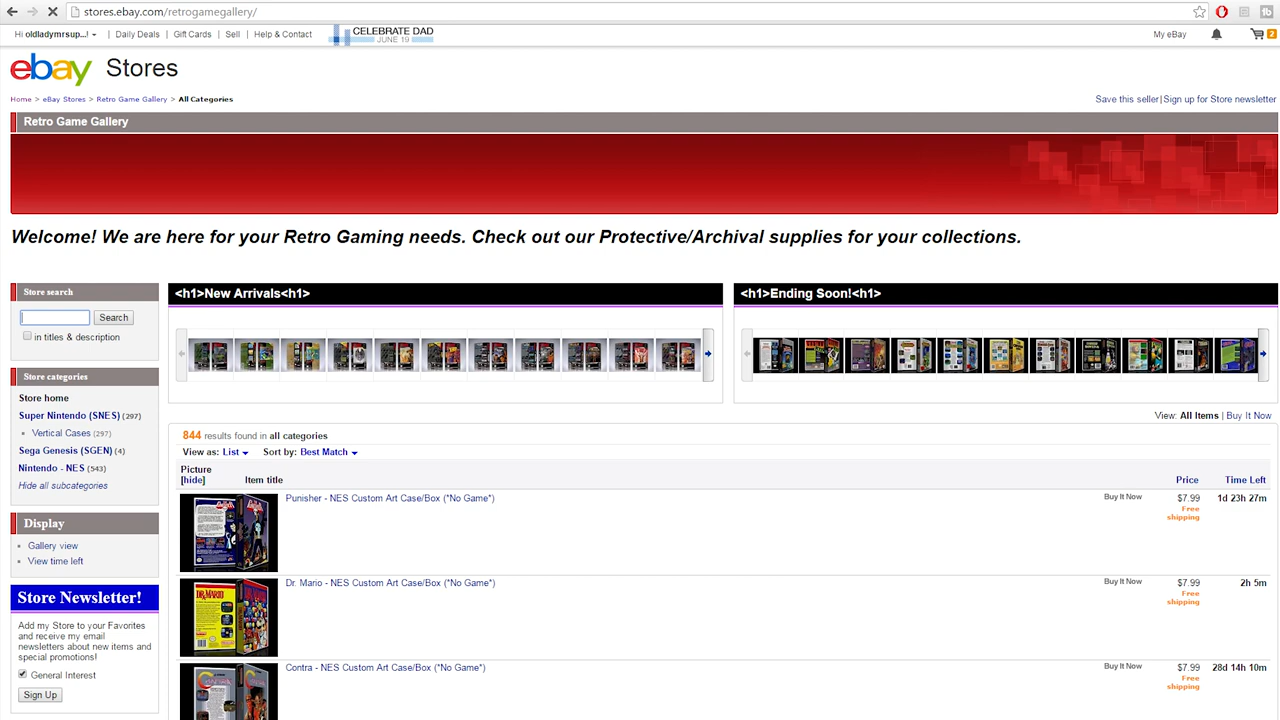 stores.ebay.com/retrogamegallery/
Hi oldladymrsup...! | Daily Deals | Gift Cards | Sell | Help & Contact
CELEBRATE DAD
JUNE 19
My eBay
2
ebay Stores
Home > eBay Stores > Retro Game Gallery > All Categories
Save this seller | Sign up for Store newsletter
Retro Game Gallery
Welcome! We are here for your Retro Gaming needs. Check out our Protective/Archival supplies for your collections.
Store search
Search
in titles & description
Store categories
Store home
Super Nintendo (SNES) (297)
Vertical Cases (297)
Sega Genesis (SGEN) (4)
Nintendo - NES (543)
Hide all subcategories
Display
Gallery view
View time left
Store Newsletter!
Add my Store to your Favorites
and receive my email
newsletters about new items and
special promotions!
General Interest
Sign Up
<h1>New Arrivals<h1>
<h1>Ending Soon!<h1>
View: All Items | Buy It Now
844 results found in all categories
View as: List Sort by: Best Match
Picture
[hide] Item title Price Time Left
Punisher - NES Custom Art Case/Box (*No Game*) Buy It Now $7.99 1d 23h 27m
Free
shipping
Dr. Mario - NES Custom Art Case/Box (*No Game*) Buy It Now $7.99 2h 5m
Free
shipping
DR.MARIO
Contra - NES Custom Art Case/Box (*No Game*) Buy It Now $7.99 28d 14h 10m
Free
shipping